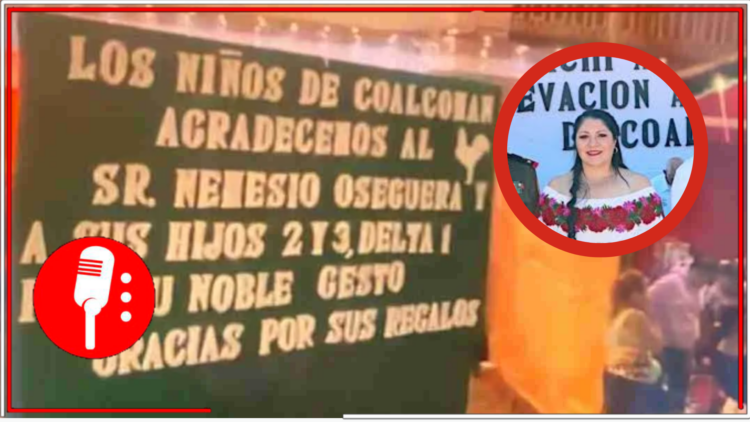 LOS NIÑOS DE COALCOMAN
AGRADECEMOS AL
SR. NEMESIO OSEGUERA Y
A SUS HIJOS 2 Y 3, DELTA 1
SU NOBLE GESTO
GRACIAS POR SUS REGALOS
EVACION A
D COAL